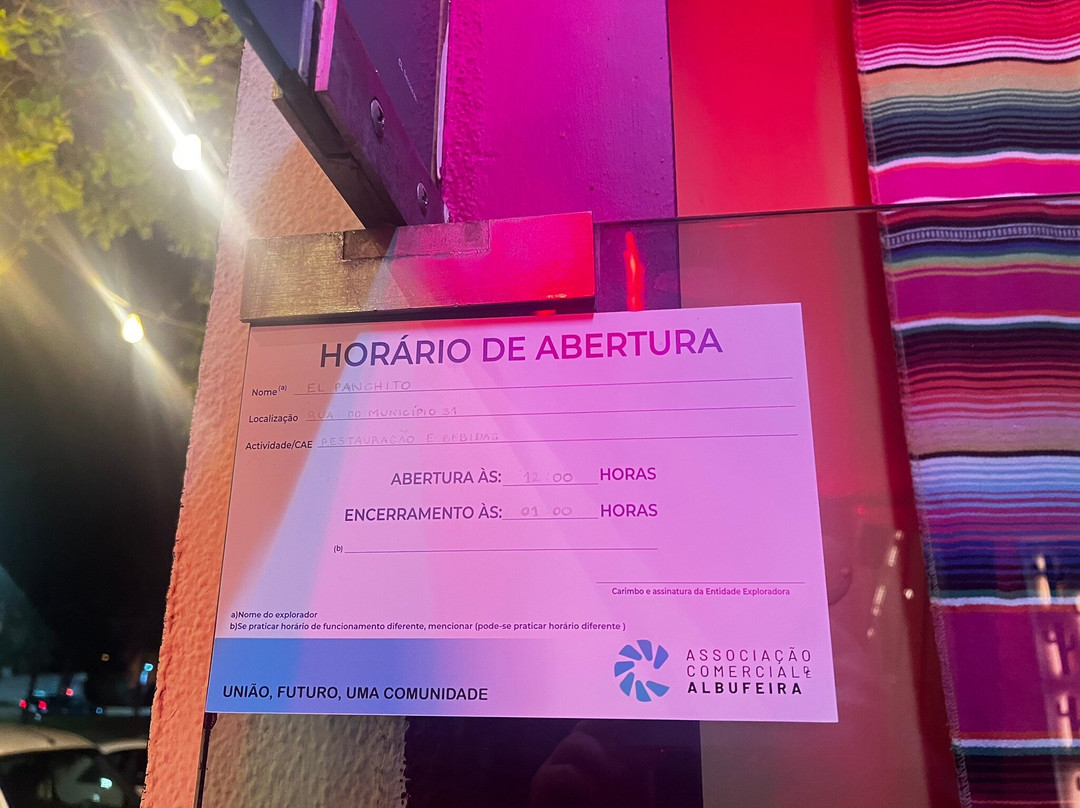 HORÁRIO DE ABERTURA
Nome (a) EL PANCHITO
Localização RUA DO MUNICÍPIO 31
Actividade/CAE RESTAURAÇÃO E BEBIDAS
ABERTURA ÀS: 12 00 HORAS
ENCERRAMENTO ÀS: 01 00 HORAS
(b)
Carimbo e assinatura da Entidade Exploradora
a)Nome do explorador
b)Se praticar horário de funcionamento diferente, mencionar (pode-se praticar horário diferente )
UNIÃO, FUTURO, UMA COMUNIDADE
ASSOCIAÇÃO
COMERCIAL DE
ALBUFEIRA